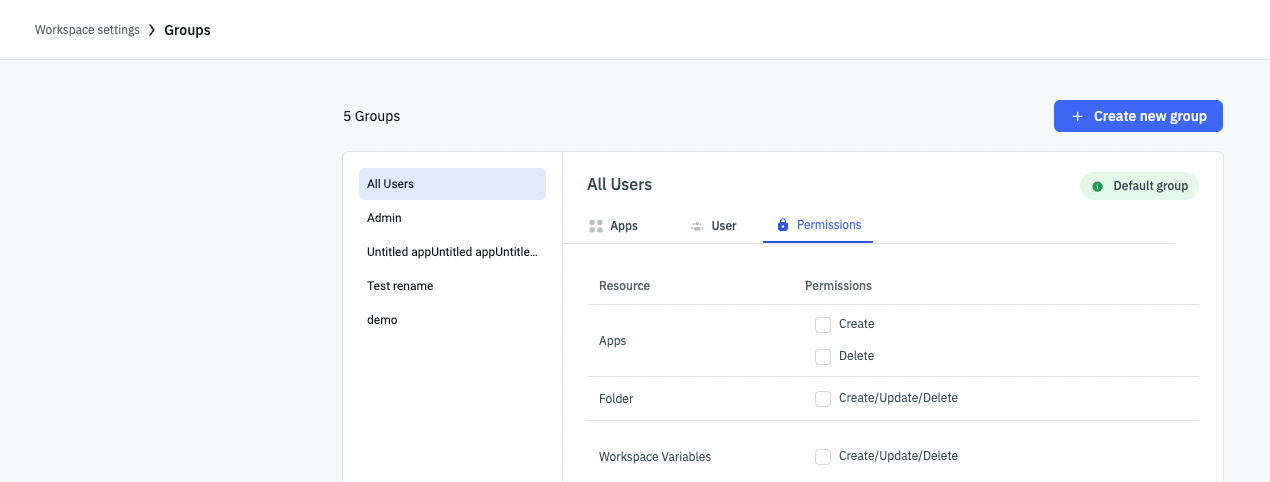 Workspace settings > Groups
5 Groups
+ Create new group
All Users
Admin
Untitled appUntitled appUntitle...
Test rename
demo
All Users
Default group
Apps
User
Permissions
Resource
Permissions
Apps
Create
Delete
Folder
Create/Update/Delete
Workspace Variables
Create/Update/Delete